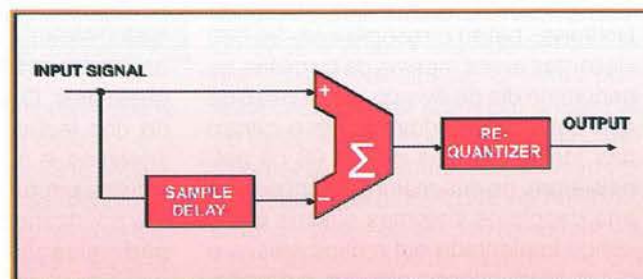 INPUT SIGNAL
+
Σ
OUTPUT
RE-
QUANTIZER
SAMPLE
DELAY
−